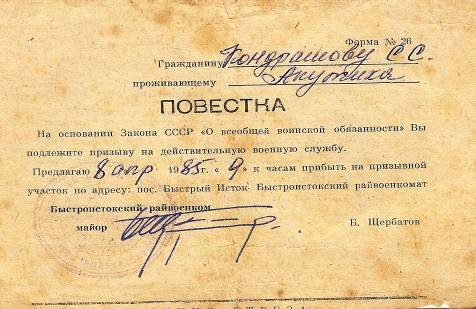 Форма № 26
Гражданину Кондрашову С С.
проживающему Акутиха
ПОВЕСТКА
На основании Закона СССР «О всеобщей воинской обязанности» Вы
подлежите призыву на действительную военную службу.
Предлагаю 8 апр 1985 г. « 9 » к часам прибыть на призывной
участок по адресу: пос. Быстрый Исток Быстроистокский райвоенкомат
Быстроистокским райвоенком
майор Б. Щербатов